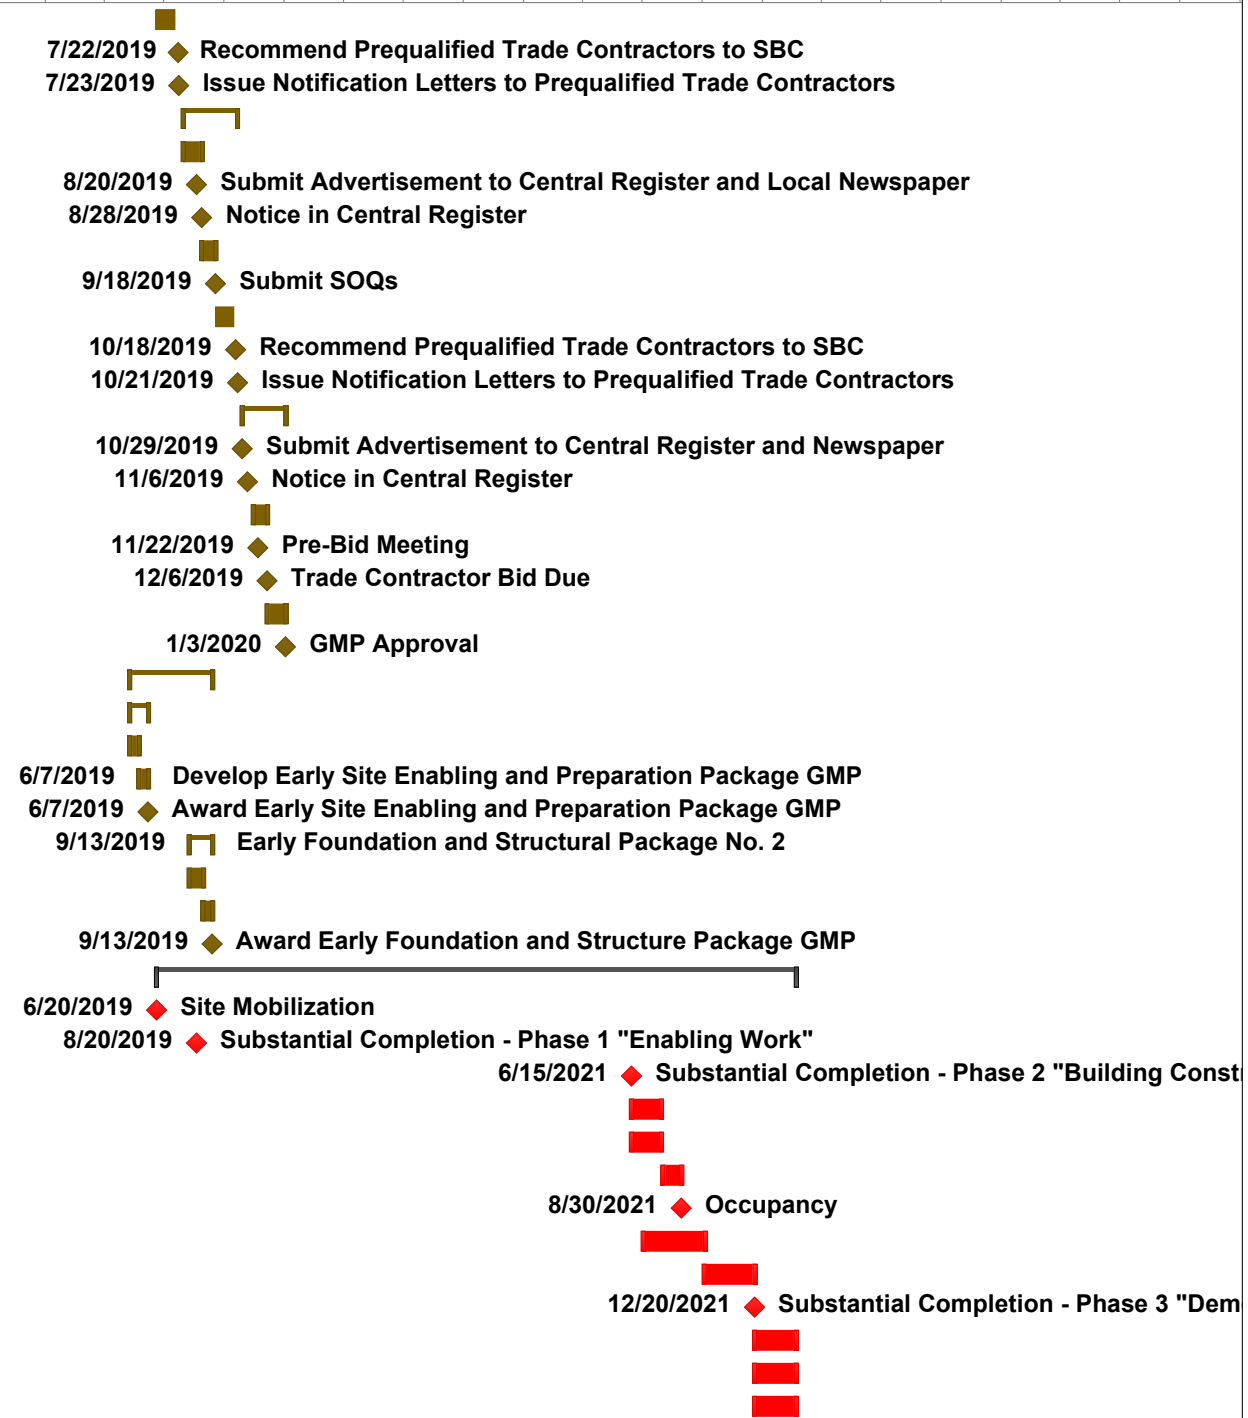 7/22/2019 Recommend Prequalified Trade Contractors to SBC
7/23/2019 Issue Notification Letters to Prequalified Trade Contractors
8/20/2019 Submit Advertisement to Central Register and Local Newspaper
8/28/2019 Notice in Central Register
9/18/2019 Submit SOQs
10/18/2019 Recommend Prequalified Trade Contractors to SBC
10/21/2019 Issue Notification Letters to Prequalified Trade Contractors
10/29/2019 Submit Advertisement to Central Register and Newspaper
11/6/2019 Notice in Central Register
11/22/2019 Pre-Bid Meeting
12/6/2019 Trade Contractor Bid Due
1/3/2020 GMP Approval
6/7/2019 Develop Early Site Enabling and Preparation Package GMP
6/7/2019 Award Early Site Enabling and Preparation Package GMP
9/13/2019 Early Foundation and Structural Package No. 2
9/13/2019 Award Early Foundation and Structure Package GMP
6/20/2019 Site Mobilization
8/20/2019 Substantial Completion - Phase 1 "Enabling Work"
6/15/2021 Substantial Completion - Phase 2 "Building Const
8/30/2021 Occupancy
12/20/2021 Substantial Completion - Phase 3 "Dem